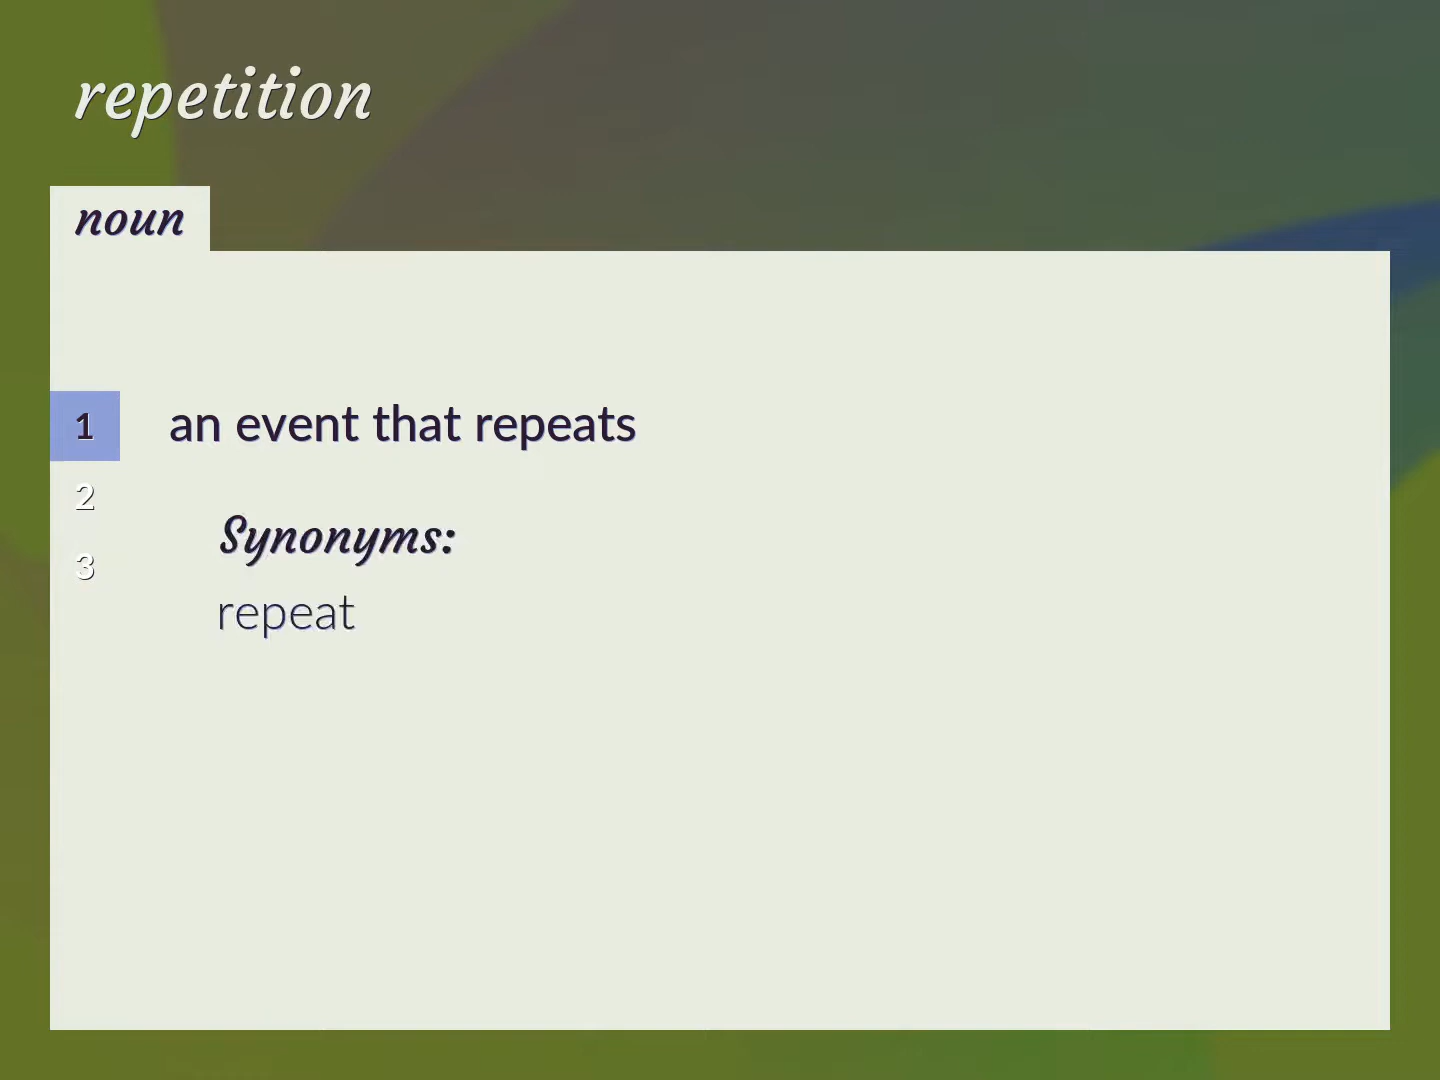 repetition
noun
1 an event that repeats
2
Synonyms:
3
repeat